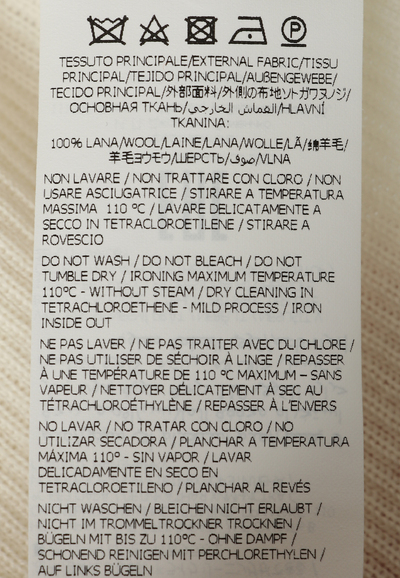 TESSUTO PRINCIPALE/EXTERNAL FABRIC/TISSU
PRINCIPAL/TEJIDO PRINCIPAL/AUßENGEWEBE/
TECIDO PRINCIPAL/外部面料/外側の布地ソトガワヌノジ/
ОСНОВНАЯ ТКАНЬ/القماش الخارجي/HLAVNÍ
TKANINA:
100% LANA/WOOL/LAINE/LANA/WOLLE/LÃ/绵羊毛/
羊毛ヨウモウ/ШЕРСТЬ/صوف/VLNA
NON LAVARE / NON TRATTARE CON CLORO / NON
USARE ASCIUGATRICE / STIRARE A TEMPERATURA
MASSIMA 110 °C / LAVARE DELICATAMENTE A
SECCO IN TETRACLOROETILENE / STIRARE A
ROVESCIO
DO NOT WASH / DO NOT BLEACH / DO NOT
TUMBLE DRY / IRONING MAXIMUM TEMPERATURE
110°C - WITHOUT STEAM / DRY CLEANING IN
TETRACHLOROETHENE - MILD PROCESS / IRON
INSIDE OUT
NE PAS LAVER / NE PAS TRAITER AVEC DU CHLORE /
NE PAS UTILISER DE SÉCHOIR À LINGE / REPASSER
À UNE TEMPÉRATURE DE 110 °C MAXIMUM – SANS
VAPEUR / NETTOYER DÉLICATEMENT À SEC AU
TÉTRACHLOROÉTHYLÈNE / REPASSER À L'ENVERS
NO LAVAR / NO TRATAR CON CLORO / NO
UTILIZAR SECADORA / PLANCHAR A TEMPERATURA
MÁXIMA 110° - SIN VAPOR / LAVAR
DELICADAMENTE EN SECO EN
TETRACLOROETILENO / PLANCHAR AL REVÉS
NICHT WASCHEN / BLEICHEN NICHT ERLAUBT /
NICHT IM TROMMELTROCKNER TROCKNEN /
BÜGELN MIT BIS ZU 110°C - OHNE DAMPF /
SCHONEND REINIGEN MIT PERCHLORETHYLEN /
AUF LINKS BÜGELN